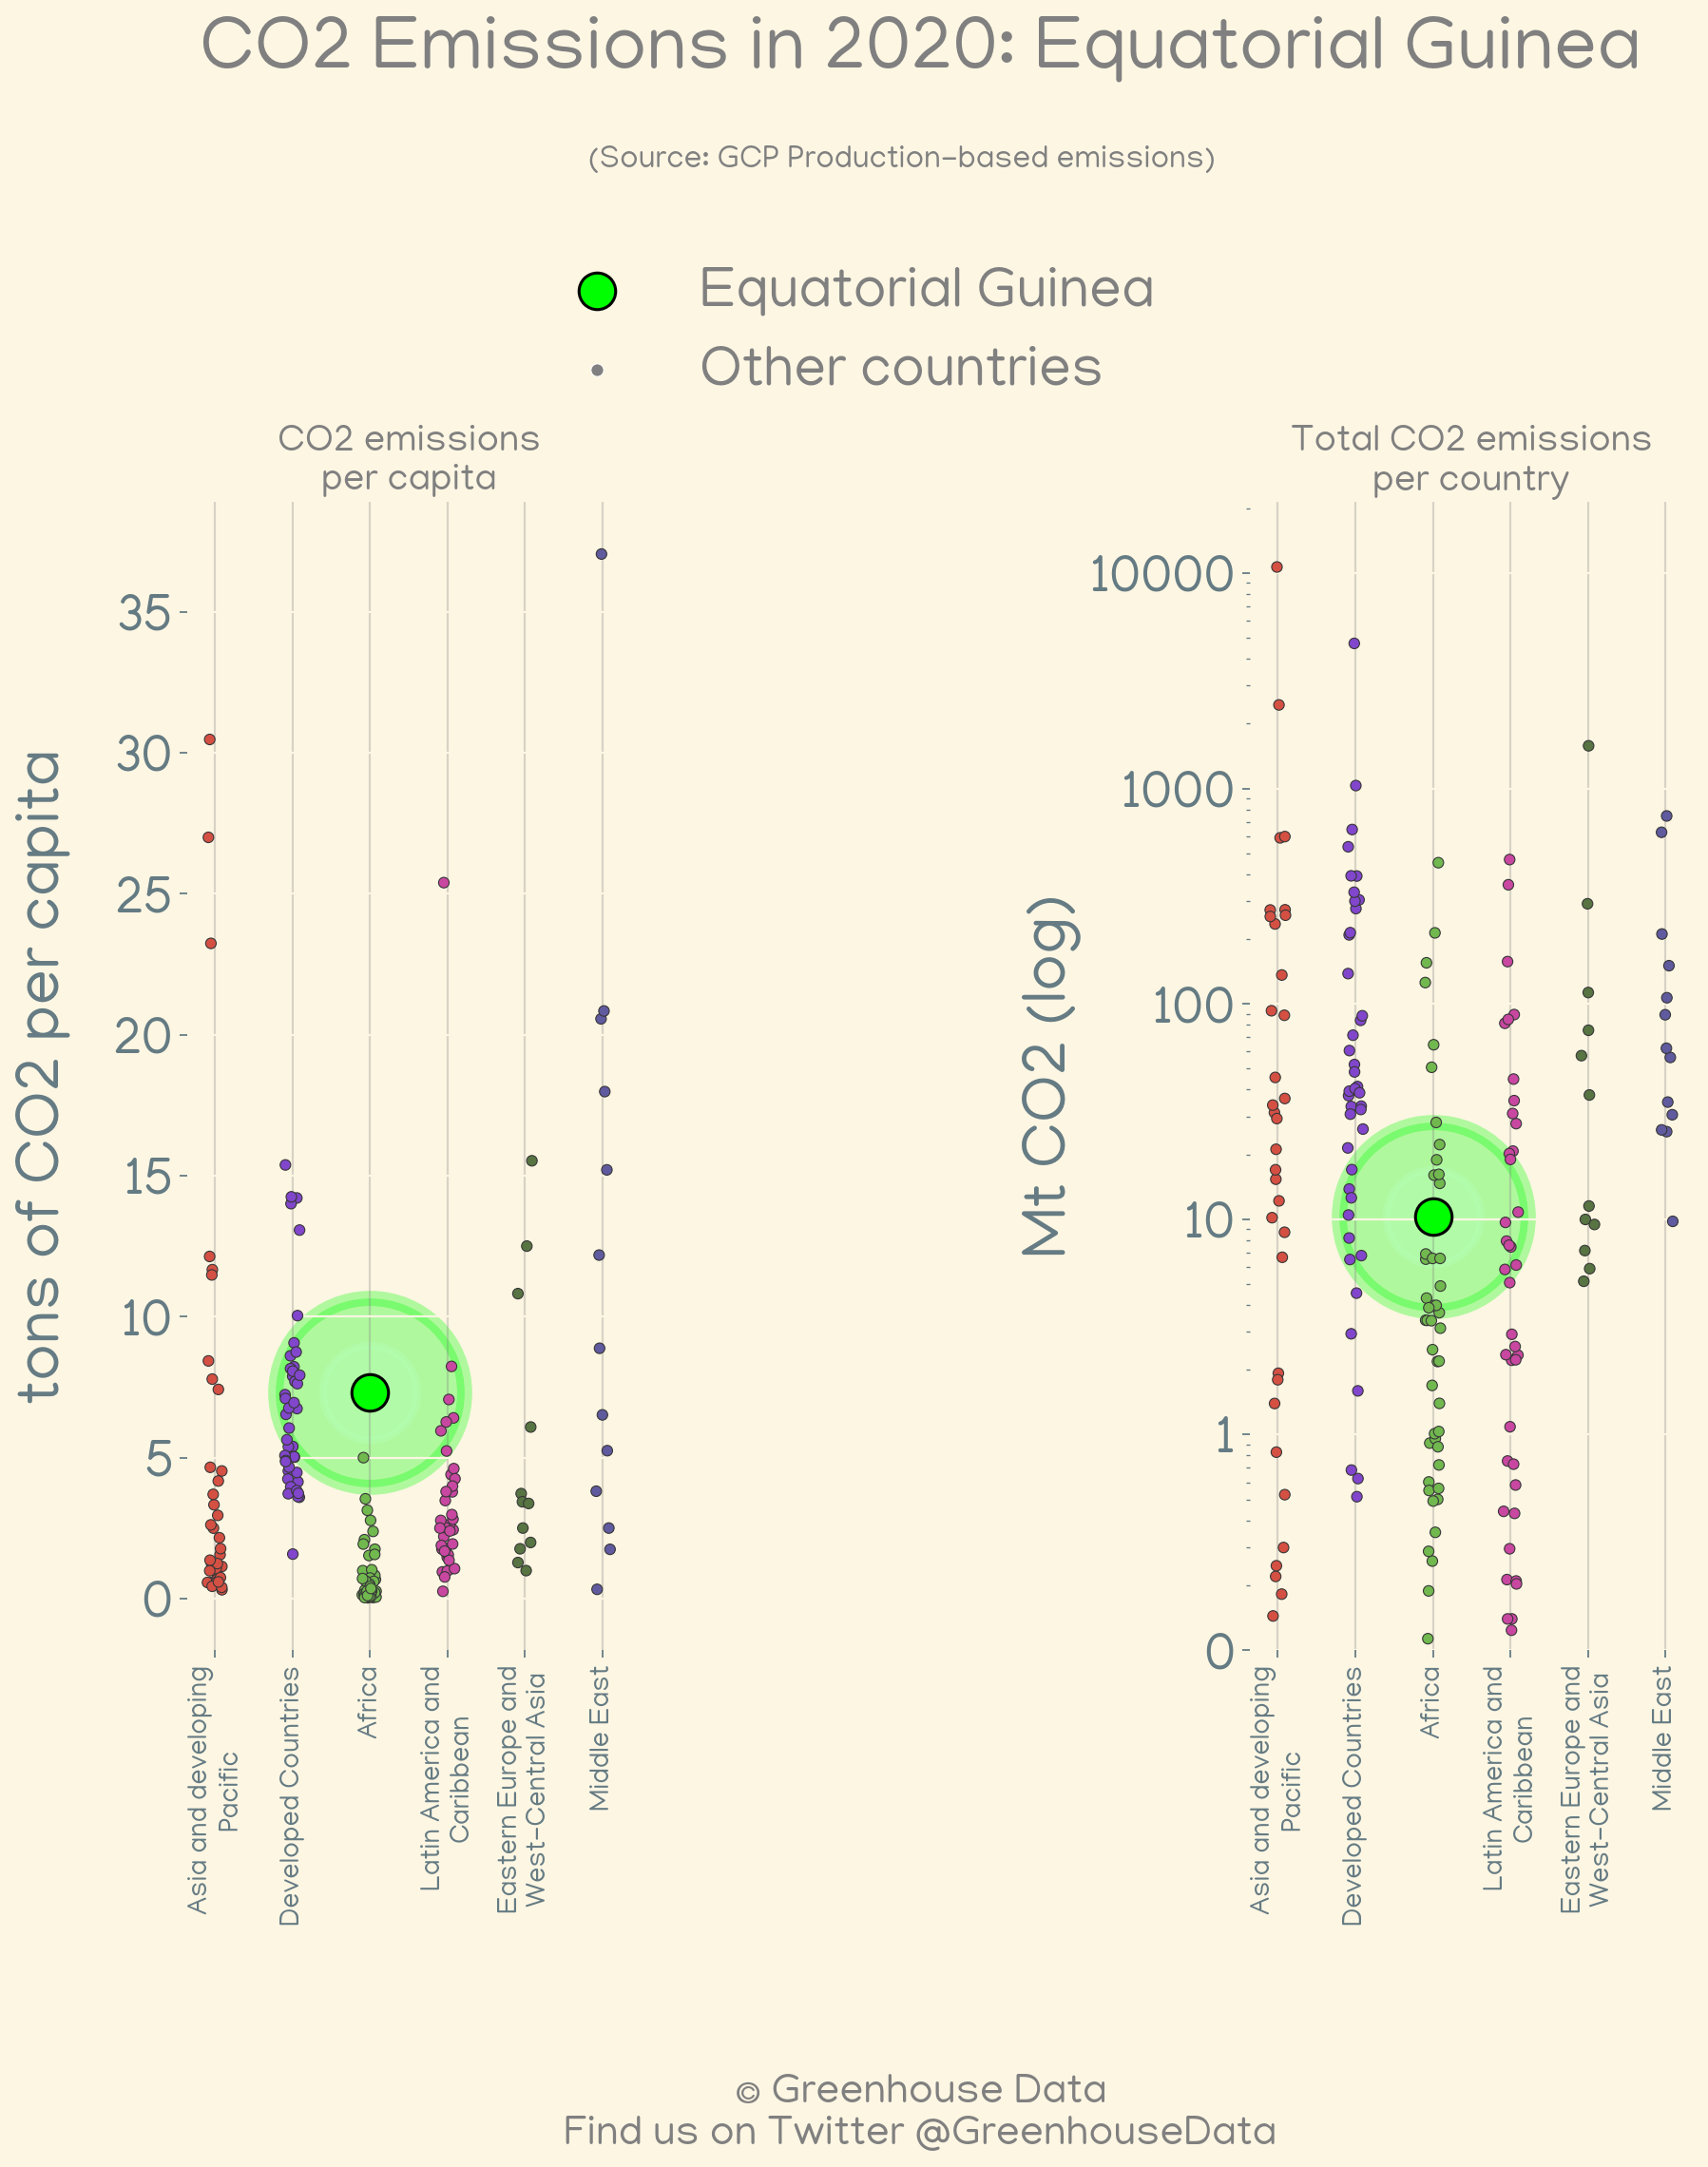 CO2 Emissions in 2020: Equatorial Guinea
(Source: GCP Production-based emissions)
Equatorial Guinea
Other countries
CO2 emissions
per capita
tons of CO2 per capita
35
30
25
20
15
10
5
0
Asia and developing
Pacific
Developed Countries
Africa
Latin America and
Caribbean
Eastern Europe and
West-Central Asia
Middle East
Total CO2 emissions
per country
Mt CO2 (log)
10000
1000
100
10
1
0
Asia and developing
Pacific
Developed Countries
Africa
Latin America and
Caribbean
Eastern Europe and
West-Central Asia
Middle East
© Greenhouse Data
Find us on Twitter @GreenhouseData